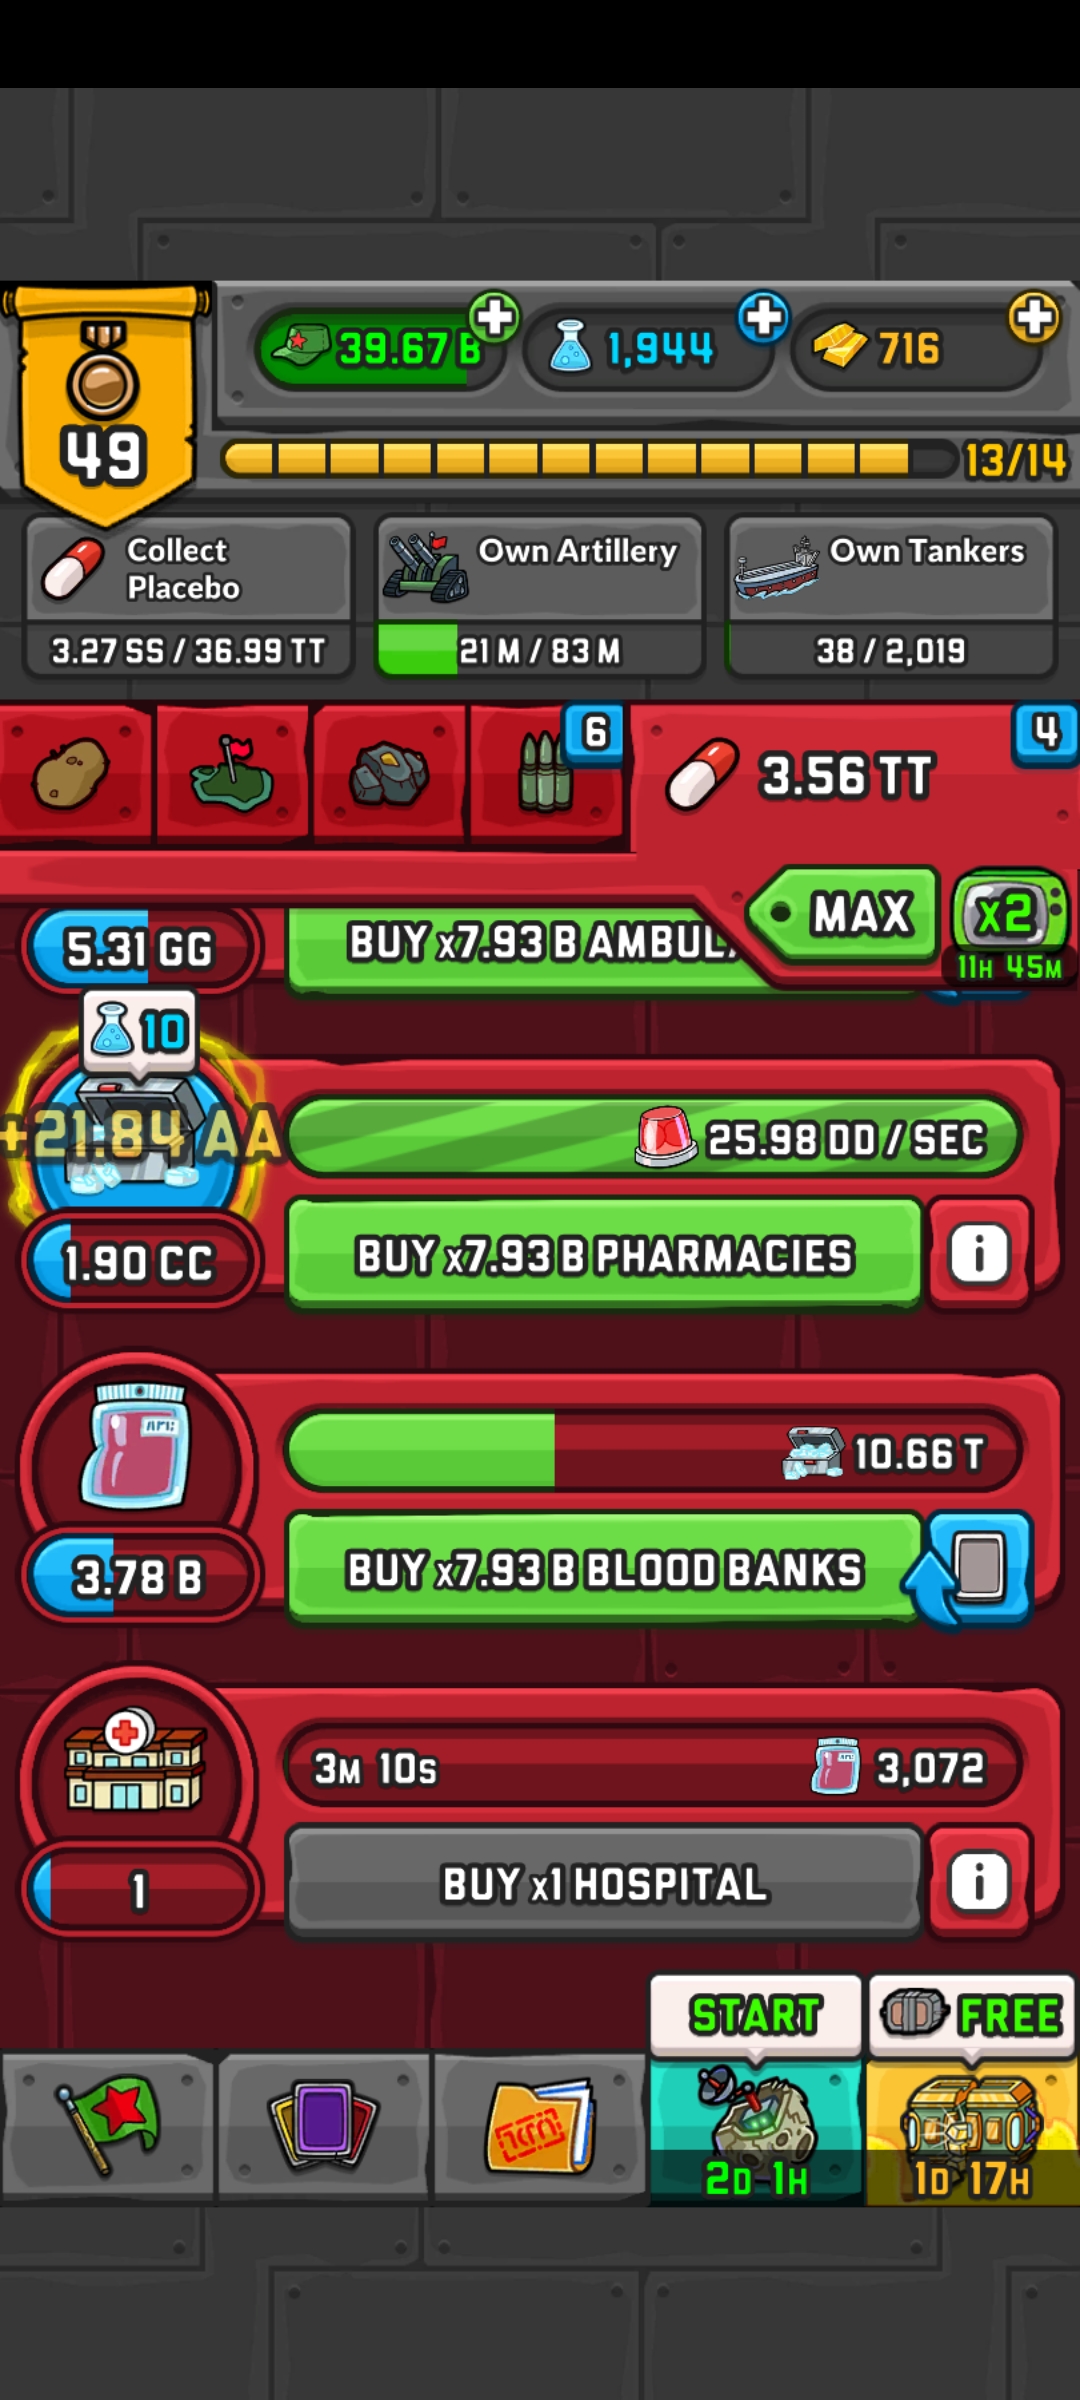 39.67 B
1,944
716
49
13/14
Collect
Placebo
Own Artillery
Own Tankers
3.27 SS / 36.99 TT
21 M / 83 M
38 / 2,019
6
3.56 TT
4
MAX
x2
11H 45M
5.31 GG
BUY x7.93 B AMBUL
10
+21.84 AA
25.98 DD / SEC
1.90 CC
BUY x7.93 B PHARMACIES
i
10.66 T
3.78 B
BUY x7.93 B BLOOD BANKS
3M 10S
3,072
1
BUY x1 HOSPITAL
i
START
FREE
2D 1H
1D 17H